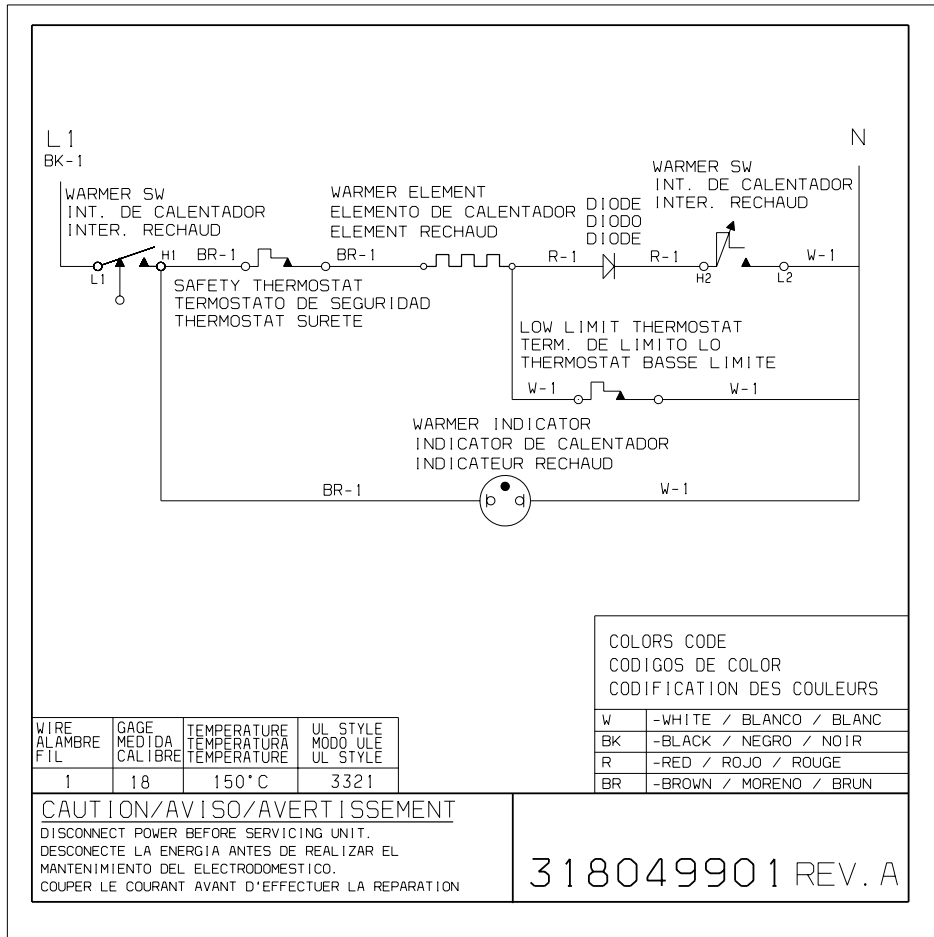 L1
BK-1
N
WARMER SW
INT. DE CALENTADOR
INTER. RECHAUD
WARMER ELEMENT
ELEMENTO DE CALENTADOR
ELEMENT RECHAUD
DIODE
DIODO
DIODE
WARMER SW
INT. DE CALENTADOR
INTER. RECHAUD
L1
H1
BR-1
BR-1
R-1
R-1
H2
L2
W-1
SAFETY THERMOSTAT
TERMOSTATO DE SEGURIDAD
THERMOSTAT SURETE
LOW LIMIT THERMOSTAT
TERM. DE LIMITO LO
THERMOSTAT BASSE LIMITE
W-1
W-1
WARMER INDICATOR
INDICATOR DE CALENTADOR
INDICATEUR RECHAUD
BR-1
W-1
COLORS CODE
CODIGOS DE COLOR
CODIFICATION DES COULEURS
W -WHITE / BLANCO / BLANC
BK -BLACK / NEGRO / NOIR
R -RED / ROJO / ROUGE
BR -BROWN / MORENO / BRUN
WIRE GAGE TEMPERATURE UL STYLE
ALAMBRE MEDIDA TEMPERATURA MODO ULE
FIL CALIBRE TEMPERATURE UL STYLE
1 18 150°C 3321
CAUTION/AVISO/AVERTISSEMENT
DISCONNECT POWER BEFORE SERVICING UNIT.
DESCONECTE LA ENERGIA ANTES DE REALIZAR EL
MANTENIMIENTO DEL ELECTRODOMESTICO.
COUPER LE COURANT AVANT D'EFFECTUER LA REPARATION
318049901 REV. A